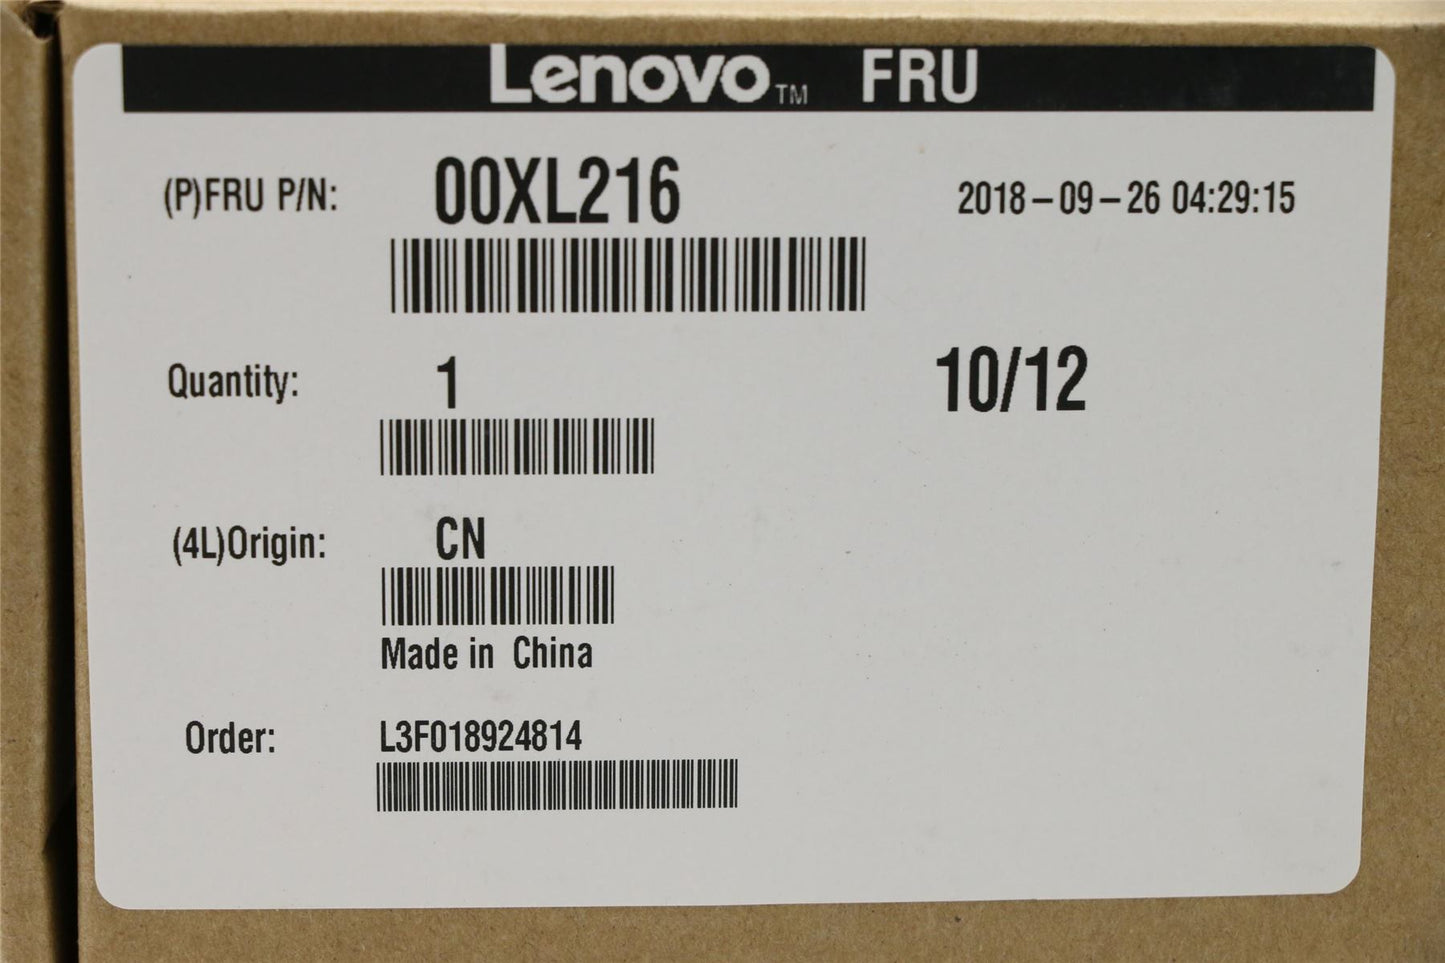 Lenovo™ FRU
(P)FRU P/N: 00XL216 2018-09-26 04:29:15
Quantity: 1 10/12
(4L)Origin: CN
Made in China
Order: L3F018924814